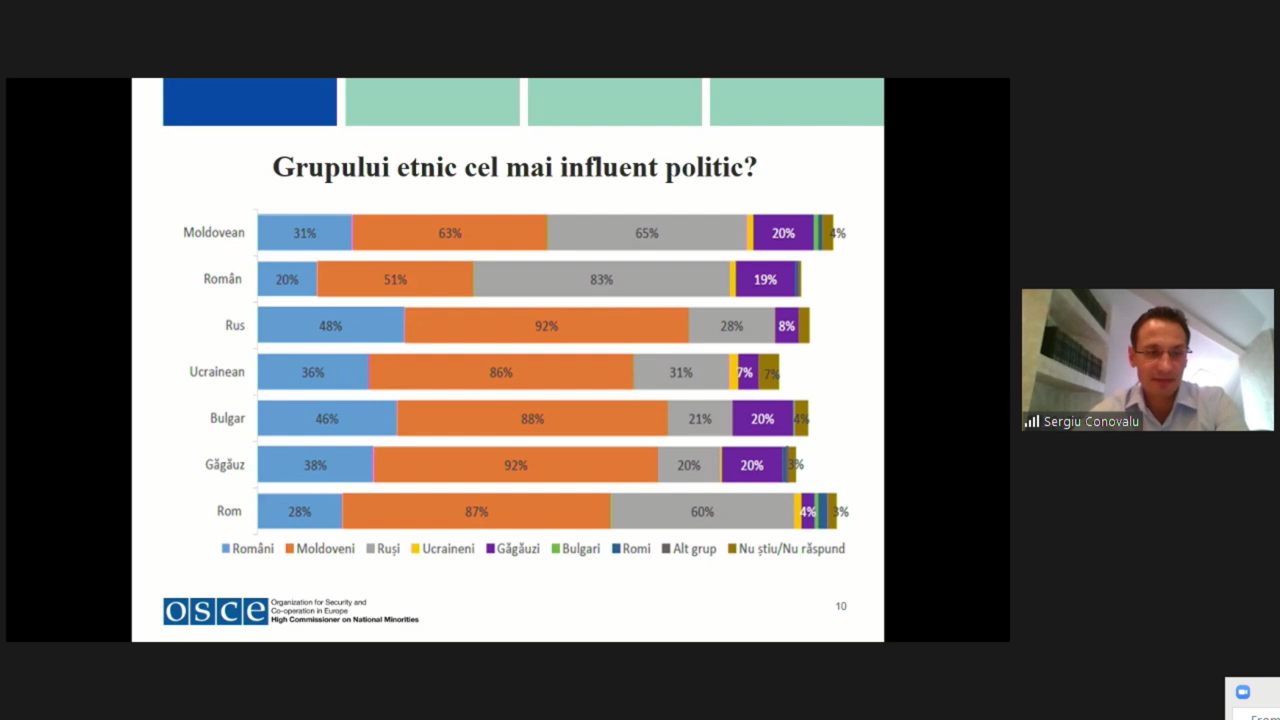 Grupului etnic cel mai influent politic?
Moldovean 31% 63% 65% 20% 4%
Român 20% 51% 83% 19%
Rus 48% 92% 28% 8%
Ucrainean 36% 86% 31% 7% 7%
Bulgar 46% 88% 21% 20% 4%
Găgăuz 38% 92% 20% 20% 3%
Rom 28% 87% 60% 4% 3%
Români Moldoveni Ruși Ucraineni Găgăuzi Bulgari Romi Alt grup Nu știu/Nu răspund
osce
Organization for Security and
Co-operation in Europe
High Commissioner on National Minorities
10
Sergiu Conovalu